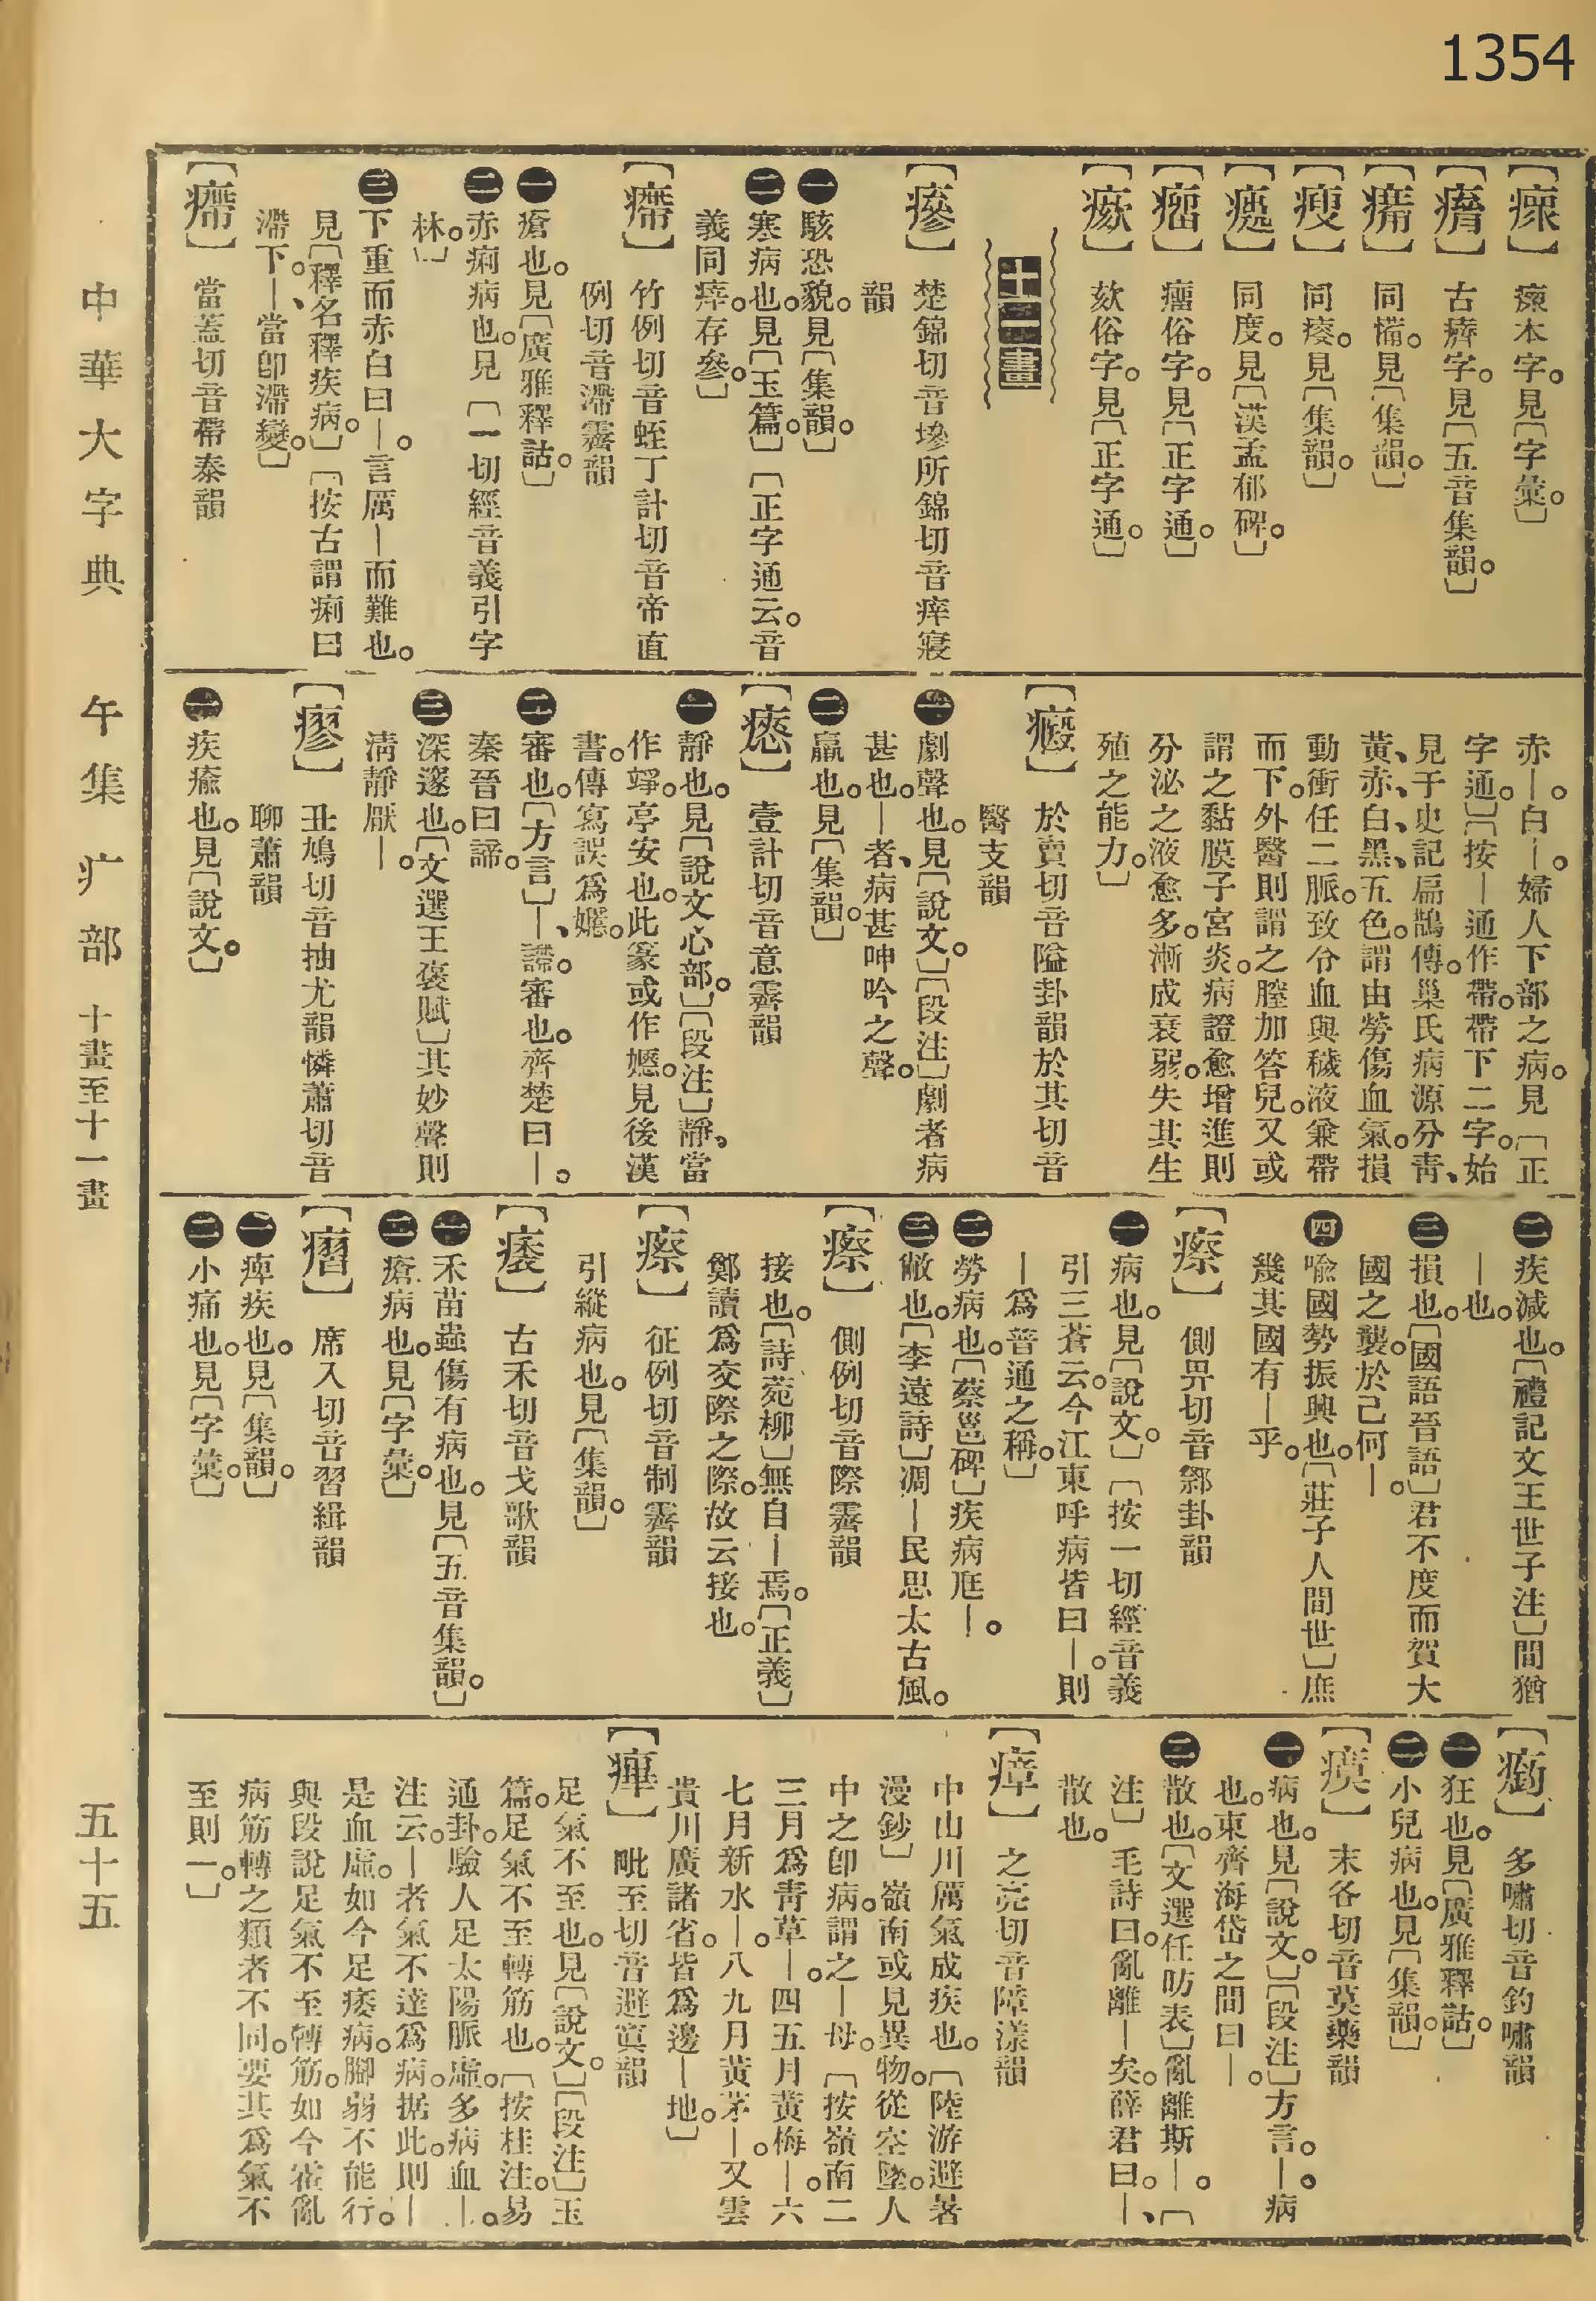 1354
【瘝】瘝本字。見〔字彙。〕
古癠字。見〔五音集韻。〕
同㾢。見〔集韻。〕
【瘦】同㾹。見〔集韻。〕
同度。見〔漢孟郁碑。〕
【瘤】癅俗字。見〔正字通。〕
欬俗字。見〔正字通。〕
十一畫
【瘮】楚錦切音墋所錦切音痒寢
韻
㊀駭恐貌。見〔集韻。〕
㊁寒病也。見〔玉篇。〕〔正字通云。音
義同痒。存參。〕
【㿃】竹例切音蛭丁計切音帝直
例切音滯霽韻
㊀瘡也。見〔廣雅釋詁。〕
㊁赤痢病也。見〔一切經音義引字
林。〕
㊂下重而赤白曰—。言厲—而難也。
見〔釋名釋疾病。〕〔按古謂痢曰
滯下。—、當卽滯變。〕
【㿃】當蓋切音帶泰韻
赤—。白—。婦人下部之病。見〔正
字通。〕〔按—通作帶。帶下二字。始
見于史記扁鵲傳。巢氏病源分靑、
黃、赤、白、黑、五色。謂由勞傷血氣。損
動衝任二脈。致令血與穢液兼帶
而下。外醫則謂之膣加答兒。又或
謂之黏膜子宮炎。病證愈增進則
分泌之液愈多。漸成衰弱。失其生
殖之能力。〕
【瘱】於賣切音隘卦韻於其切音
醫支韻
㊀劇聲也。見〔說文。〕〔段注〕劇者病
甚也。—者、病甚呻吟之聲。
㊁羸也。見〔集韻。〕
【瘱】壹計切音意霽韻
㊀靜也。見〔說文心部。〕〔段注〕靜、當
作竫。亭安也。此篆或作嫕。見後漢
書。傳寫誤爲嫕。
㊁審也。〔方言〕—、諦。審也。齊楚曰—。
秦晉曰諦。
㊂深邃也。〔文選王褒賦〕其妙聲則
淸靜厭—。
【瘳】丑鳩切音抽尤韻憐蕭切音
聊蕭韻
㊀疾瘉也。見〔說文。〕
㊁疾減也。〔禮記文王世子注〕間猶
—也。
㊂損也。〔國語晉語〕君不度而賀大
國之襲。於己何—。
㊃喩國勢振興也。〔莊子人間世〕庶
幾其國有—乎。
【瘵】側界切音鄒卦韻
㊀病也。見〔說文。〕〔按一切經音義
引三蒼云。今江東呼病皆曰—。則
—爲普通之稱。〕
㊁勞病也。〔蔡邕碑〕疾病尫—。
㊂敝也。〔李遠詩〕凋—民思太古風。
【瘵】側例切音際霽韻
接也。〔詩菀柳〕無自—焉。〔正義〕
鄭讀爲交際之際。故云接也。
【瘵】征例切音制霽韻
引縱病也。見〔集韻。〕
古禾切音戈歌韻
㊀禾苗蟲傷有病也。見〔五音集韻。〕
㊁瘡病也。見〔字彙。〕
【㿇】席入切音習緝韻
㊀痺疾也。見〔集韻。〕
㊁小痛也。見〔字彙。〕
多嘯切音釣嘯韻
㊀狂也。見〔廣雅釋詁。〕
㊁小兒病也。見〔集韻。〕
【瘼】末各切音莫藥韻
㊀病也。見〔說文。〕〔段注〕方言。—。病
也。東齊海岱之間曰—。
㊁散也。〔文選任昉表〕亂離斯—。〔
注〕毛詩曰。亂離—矣。薛君曰。—、
散也。
【瘴】之亮切音障漾韻
中山川厲氣成疾也。〔陸游避暑
漫鈔〕嶺南或見異物。從空墜。人
中之卽病。謂之—母。〔按嶺南二
三月爲靑草—。四五月黃梅—。六
七月新水—。八九月黃茅—。又雲
貴川廣諸省。皆爲邊—地。〕
【㿙】毗至切音避寘韻
足氣不至也。見〔說文。〕〔段注〕玉
篇。足氣不至轉筋也。〔按桂注。易
通卦驗人足太陽脈虛。多病血—。
注云。—者氣不達爲病。据此。則—
是血虛。如今足痿病。腳弱不能行。
與段說足氣不至轉筋。如今霍亂
病筋轉之類者不同。要其爲氣不
至則一。〕
中華大字典 午集 疒部 十畫至十一畫 五十五